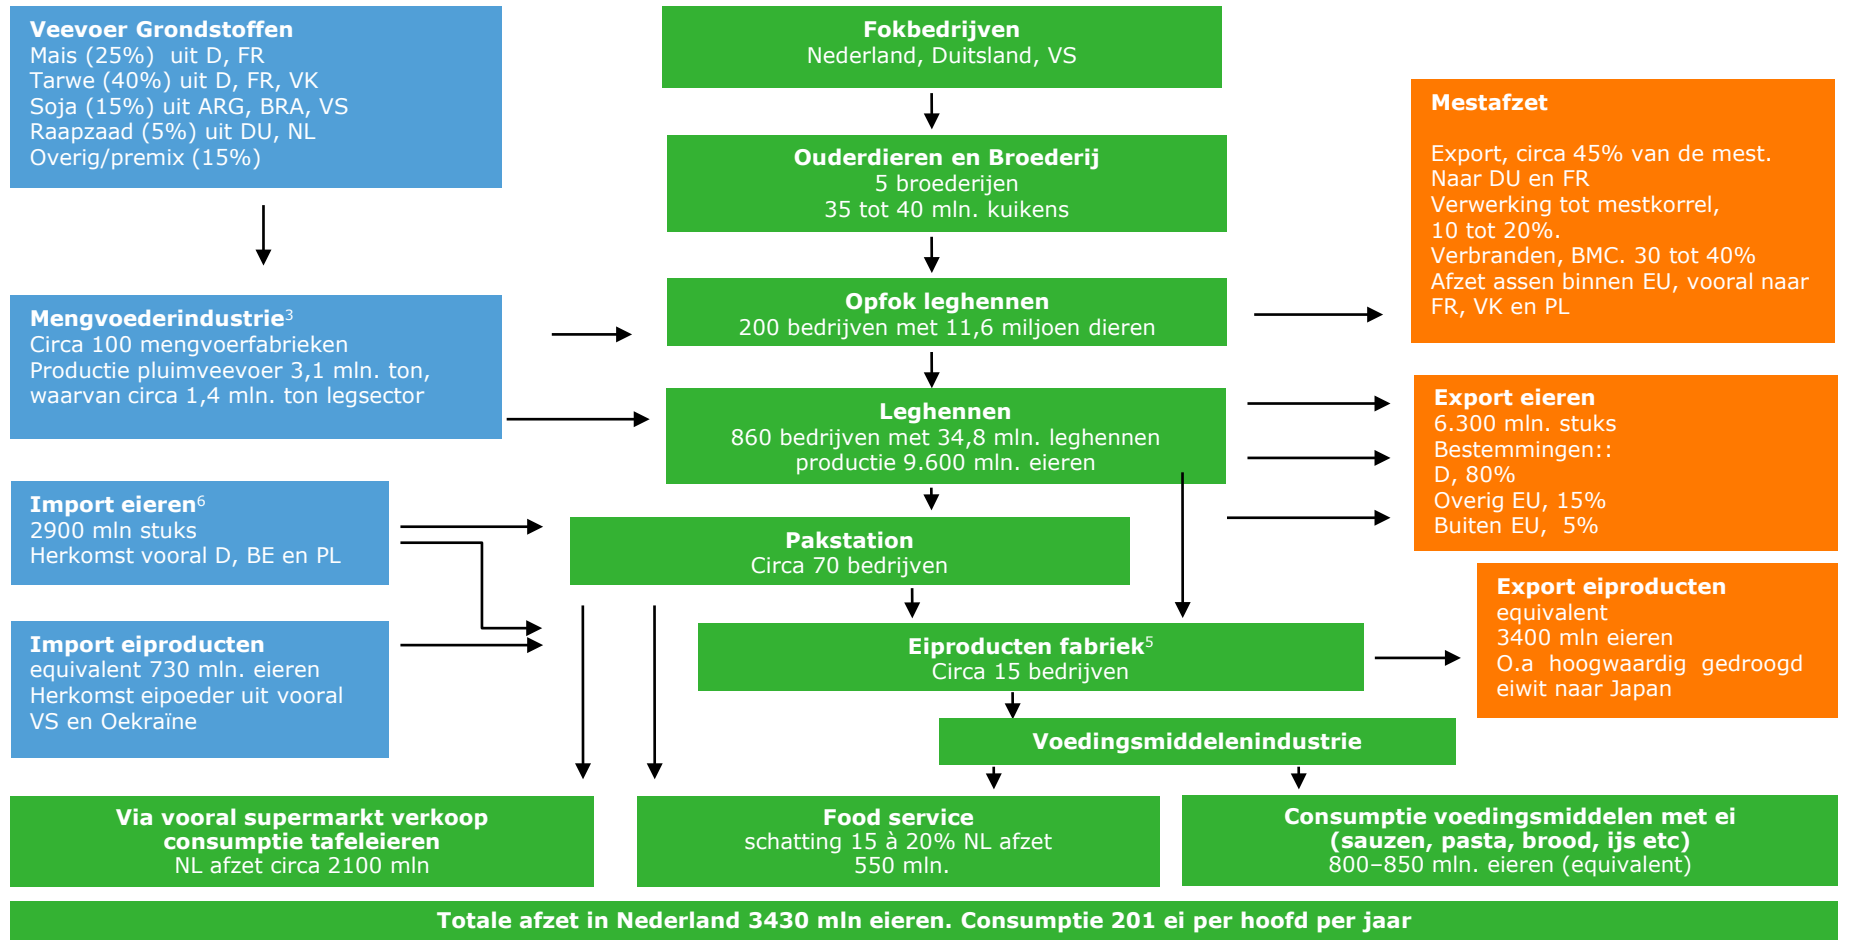 Veevoer Grondstoffen
Mais (25%)  uit D, FR
Tarwe (40%) uit D, FR, VK
Soja (15%) uit ARG, BRA, VS
Raapzaad (5%) uit DU, NL
Overig/premix (15%)
Fokbedrijven
Nederland, Duitsland, VS
Ouderdieren en Broederij
5 broederijen
35 tot 40 mln. kuikens
Mestafzet
Export, circa 45% van de mest.
Naar DU en FR
Verwerking tot mestkorrel,
10 tot 20%.
Verbranden, BMC. 30 tot 40%
Afzet assen binnen EU, vooral naar
FR, VK en PL
Mengvoederindustrie³
Circa 100 mengvoerfabrieken
Productie pluimveevoer 3,1 mln. ton,
waarvan circa 1,4 mln. ton legsector
Opfok leghennen
200 bedrijven met 11,6 miljoen dieren
Leghennen
860 bedrijven met 34,8 mln. leghennen
productie 9.600 mln. eieren
Export eieren
6.300 mln. stuks
Bestemmingen::
D, 80%
Overig EU, 15%
Buiten EU,  5%
Import eieren⁶
2900 mln stuks
Herkomst vooral D, BE en PL
Pakstation
Circa 70 bedrijven
Export eiproducten
equivalent
3400 mln eieren
O.a  hoogwaardig  gedroogd
eiwit naar Japan
Import eiproducten
equivalent 730 mln. eieren
Herkomst eipoeder uit vooral
VS en Oekraïne
Eiproducten fabriek⁵
Circa 15 bedrijven
Voedingsmiddelenindustrie
Via vooral supermarkt verkoop
consumptie tafeleieren
NL afzet circa 2100 mln
Food service
schatting 15 à 20% NL afzet
550 mln.
Consumptie voedingsmiddelen met ei
(sauzen, pasta, brood, ijs etc)
800–850 mln. eieren (equivalent)
Totale afzet in Nederland 3430 mln eieren. Consumptie 201 ei per hoofd per jaar